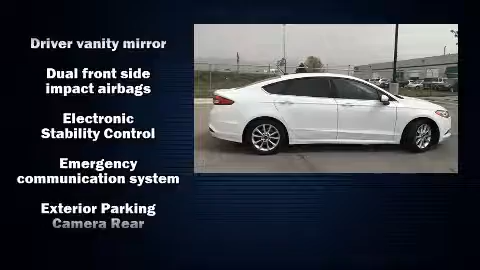 Driver vanity mirror
Dual front side
impact airbags
Electronic
Stability Control
Emergency
communication system
Exterior Parking
Camera Rear